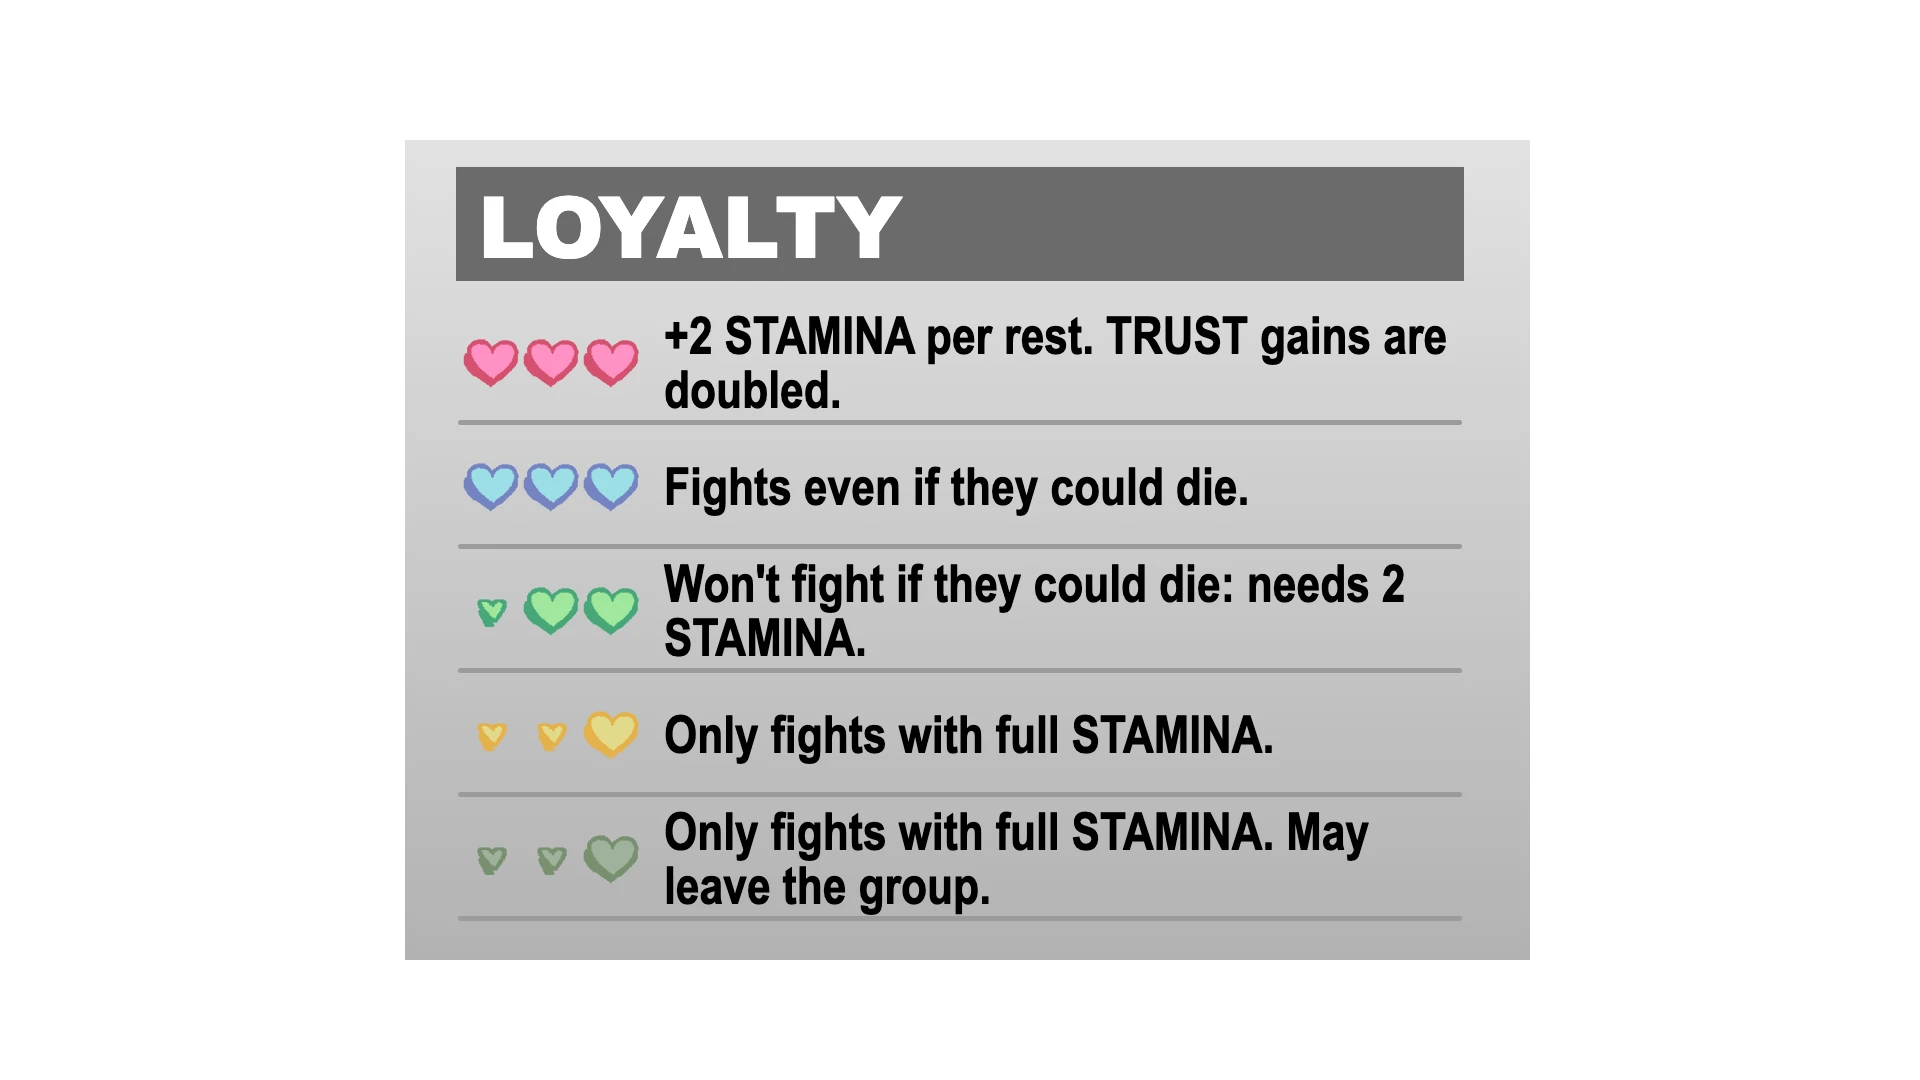 LOYALTY
+2 STAMINA per rest. TRUST gains are
doubled.
Fights even if they could die.
Won't fight if they could die: needs 2
STAMINA.
Only fights with full STAMINA.
Only fights with full STAMINA. May
leave the group.